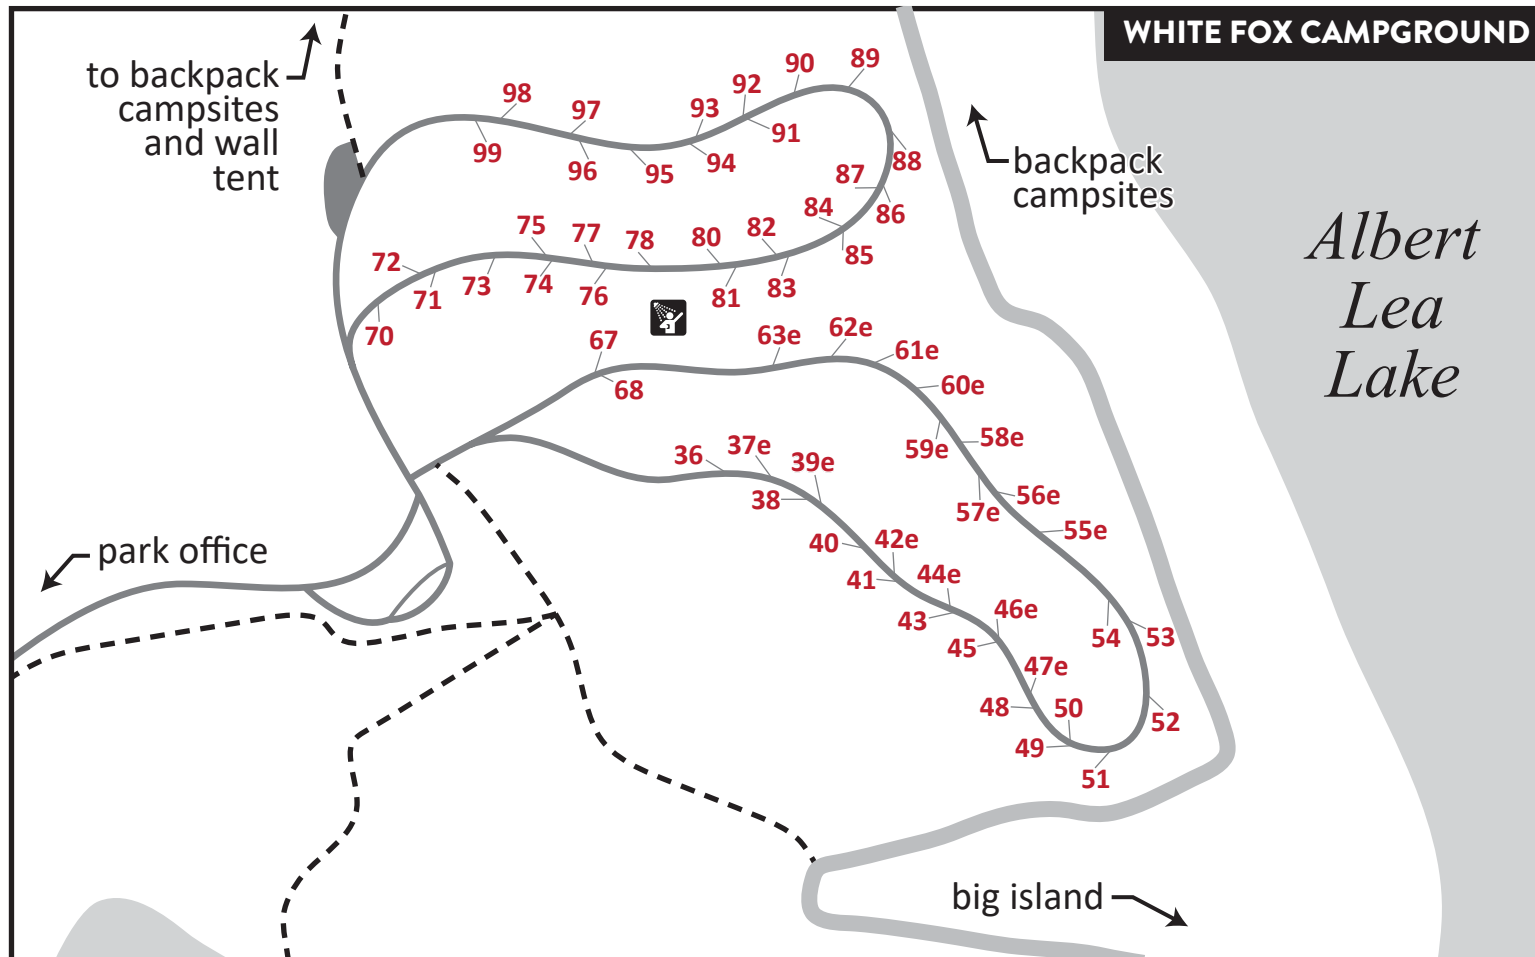 WHITE FOX CAMPGROUND
to backpack
campsites
and wall
tent
backpack
campsites
Albert
Lea
Lake
89
90
92
98
97
93
91
99
96
95
94
88
87
86
84
85
75
77
78
80
82
72
71
73
74
76
81
83
70
67
68
63e
62e
61e
60e
59e
58e
57e
56e
55e
36
37e
39e
38
40
42e
41
44e
43
46e
45
47e
48
50
49
51
52
53
54
park office
big island